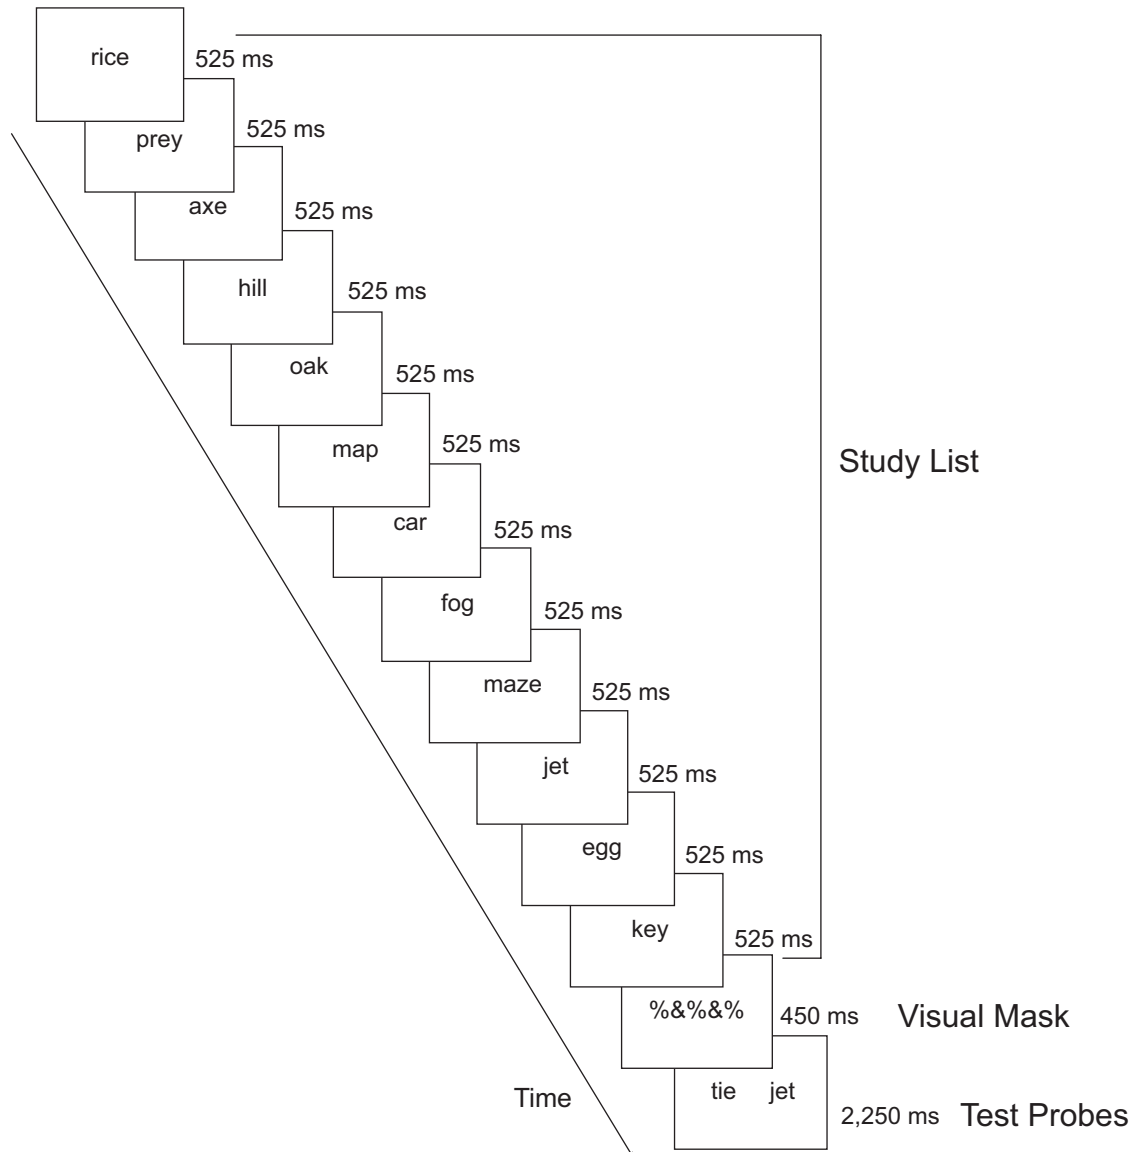 rice
525 ms
prey
525 ms
axe
525 ms
hill
525 ms
oak
525 ms
map
525 ms
Study List
car
525 ms
fog
525 ms
maze
525 ms
jet
525 ms
egg
525 ms
key
525 ms
%&%&%
450 ms Visual Mask
tie jet
Time
2,250 ms Test Probes